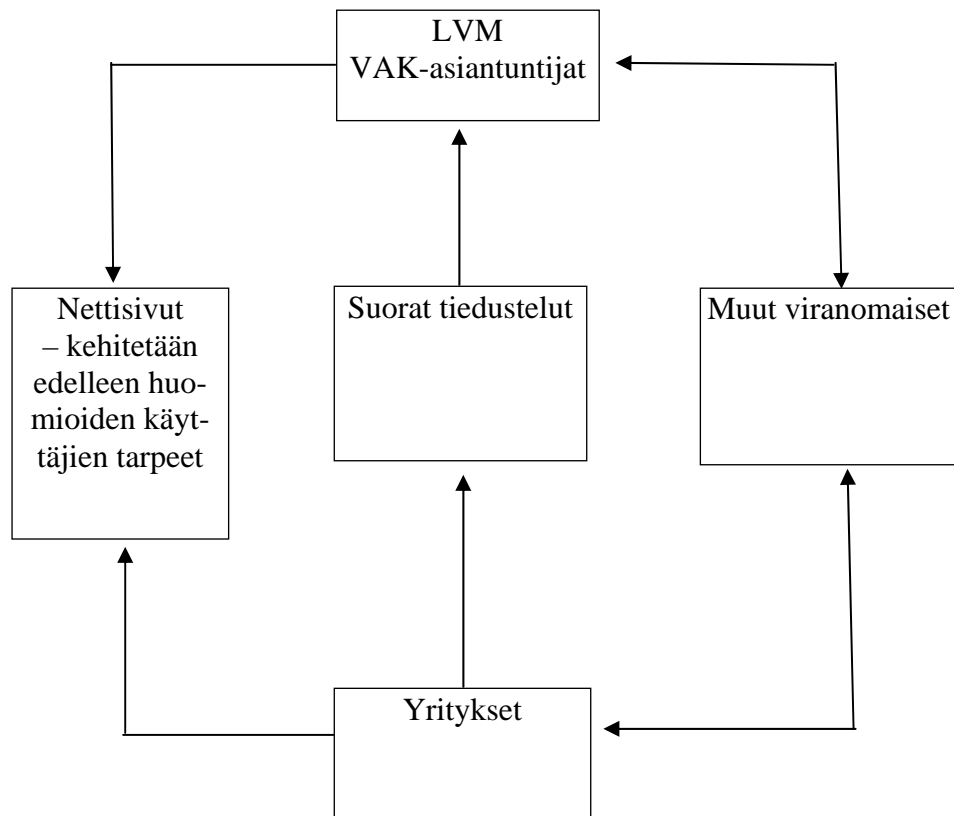 LVM
VAK-asiantuntijat
Nettisivut
– kehitetään
edelleen huo-
mioiden käyt-
täjien tarpeet
Suorat tiedustelut
Muut viranomaiset
Yritykset